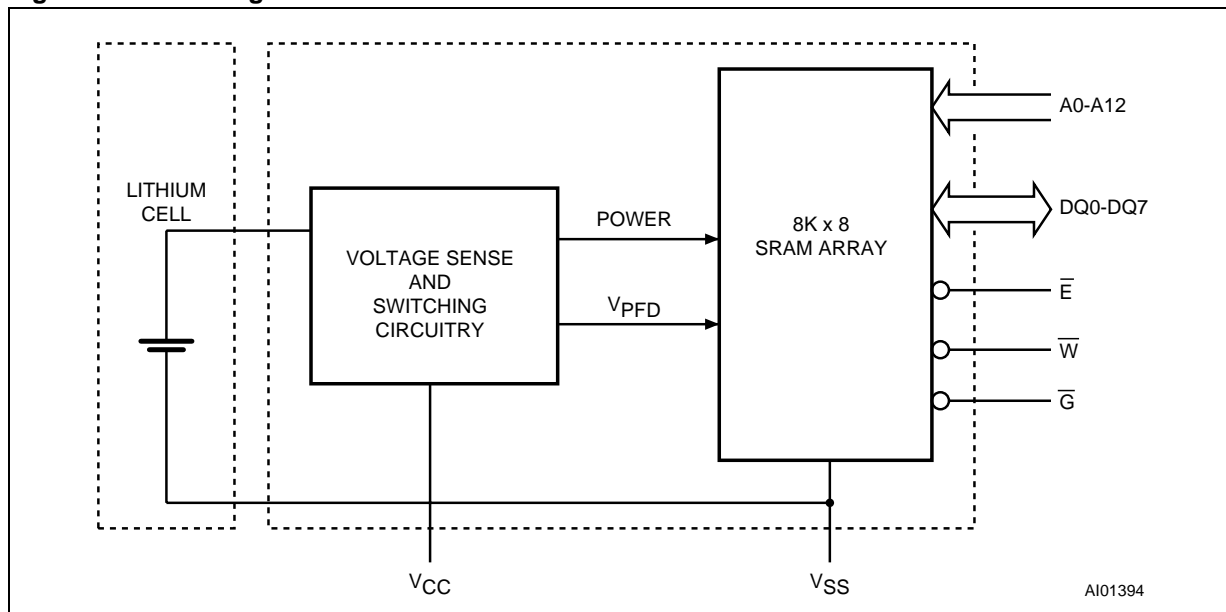 A0-A12
LITHIUM
CELL
POWER
8K x 8
SRAM ARRAY
DQ0-DQ7
VOLTAGE SENSE
AND
SWITCHING
CIRCUITRY
VPFD
E̅
W̅
G̅
VCC
VSS
AI01394